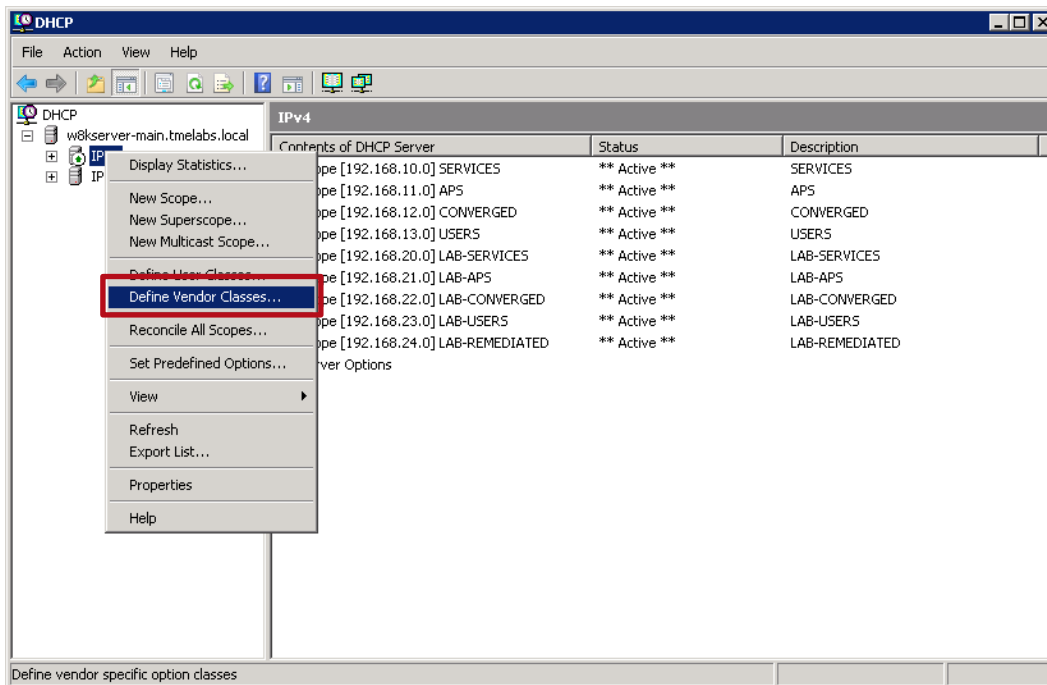 DHCP
File Action View Help
DHCP
w8kserver-main.tmelabs.local
IP
IP
Display Statistics...
New Scope...
New Superscope...
New Multicast Scope...
Define User Classes...
Define Vendor Classes...
Reconcile All Scopes...
Set Predefined Options...
View
Refresh
Export List...
Properties
Help
IPv4
Contents of DHCP Server Status Description
ope [192.168.10.0] SERVICES ** Active ** SERVICES
ope [192.168.11.0] APS ** Active ** APS
ope [192.168.12.0] CONVERGED ** Active ** CONVERGED
ope [192.168.13.0] USERS ** Active ** USERS
ope [192.168.20.0] LAB-SERVICES ** Active ** LAB-SERVICES
ope [192.168.21.0] LAB-APS ** Active ** LAB-APS
ope [192.168.22.0] LAB-CONVERGED ** Active ** LAB-CONVERGED
ope [192.168.23.0] LAB-USERS ** Active ** LAB-USERS
ope [192.168.24.0] LAB-REMEDIATED ** Active ** LAB-REMEDIATED
rver Options
Define vendor specific option classes